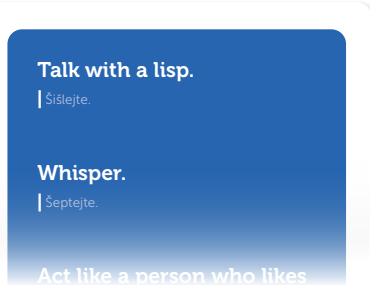 Talk with a lisp.
Šišlejte.
Whisper.
Šeptejte.
Act like a person who likes